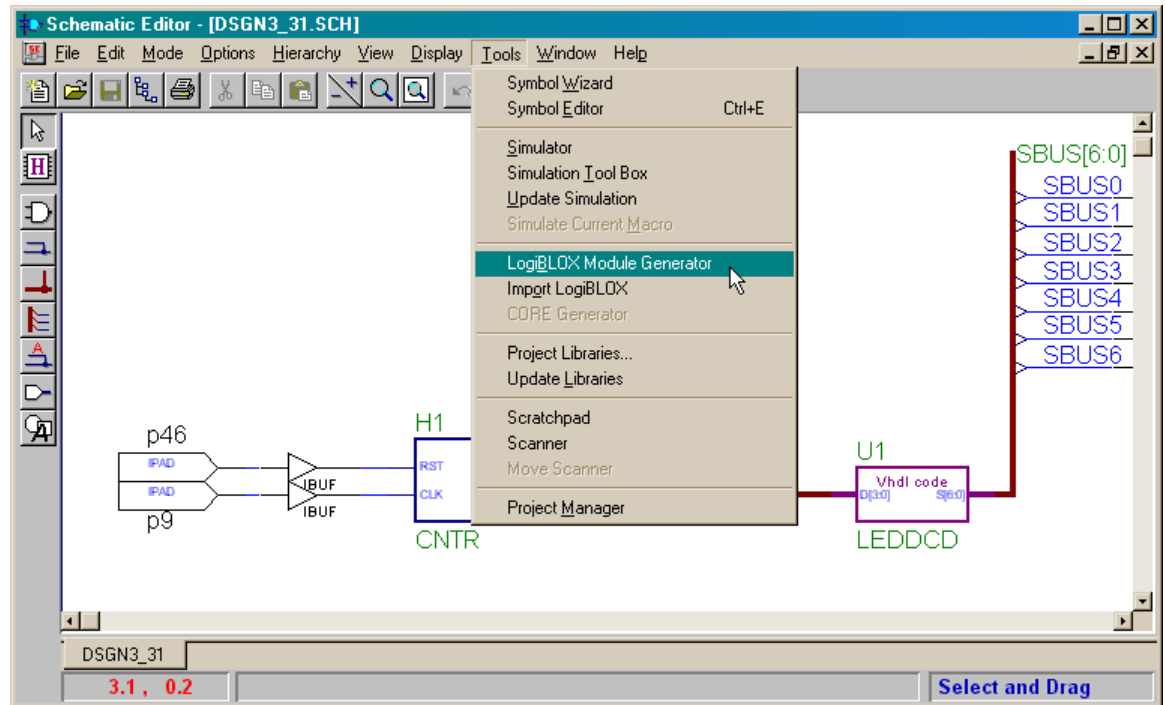 Schematic Editor - [DSGN3_31.SCH]
File Edit Mode Options Hierarchy View Display Tools Window Help
Symbol Wizard
Symbol Editor Ctrl+E
Simulator
Simulation Tool Box
Update Simulation
Simulate Current Macro
LogiBLOX Module Generator
Import LogiBLOX
CORE Generator
Project Libraries...
Update Libraries
Scratchpad
Scanner
Move Scanner
Project Manager
SBUS[6:0]
SBUS0
SBUS1
SBUS2
SBUS3
SBUS4
SBUS5
SBUS6
p46
IPAD
IBUF
IPAD
IBUF
p9
H1
RST
CLK
CNTR
U1
Vhdl code
D[3:0] S[6:0]
LEDDCD
H
A
A
DSGN3_31
3.1 , 0.2 Select and Drag